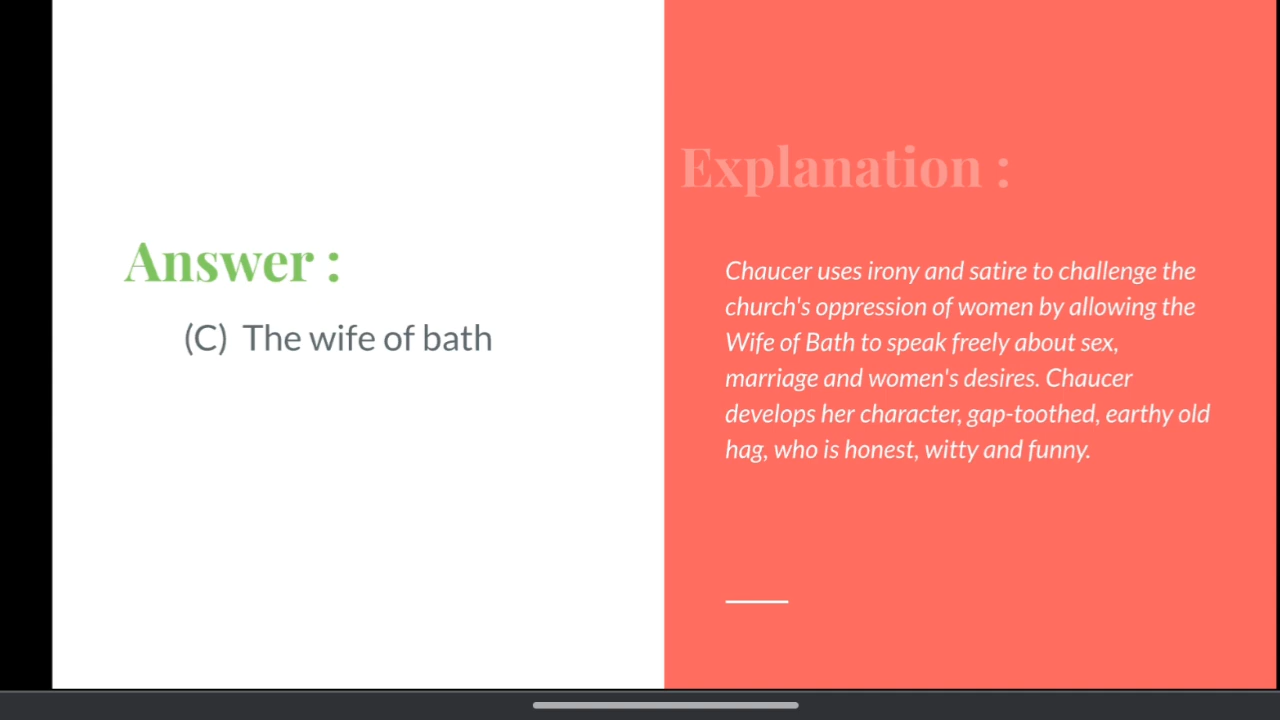 Answer :
(C) The wife of bath
Explanation :
Chaucer uses irony and satire to challenge the
church's oppression of women by allowing the
Wife of Bath to speak freely about sex,
marriage and women's desires. Chaucer
develops her character, gap-toothed, earthy old
hag, who is honest, witty and funny.